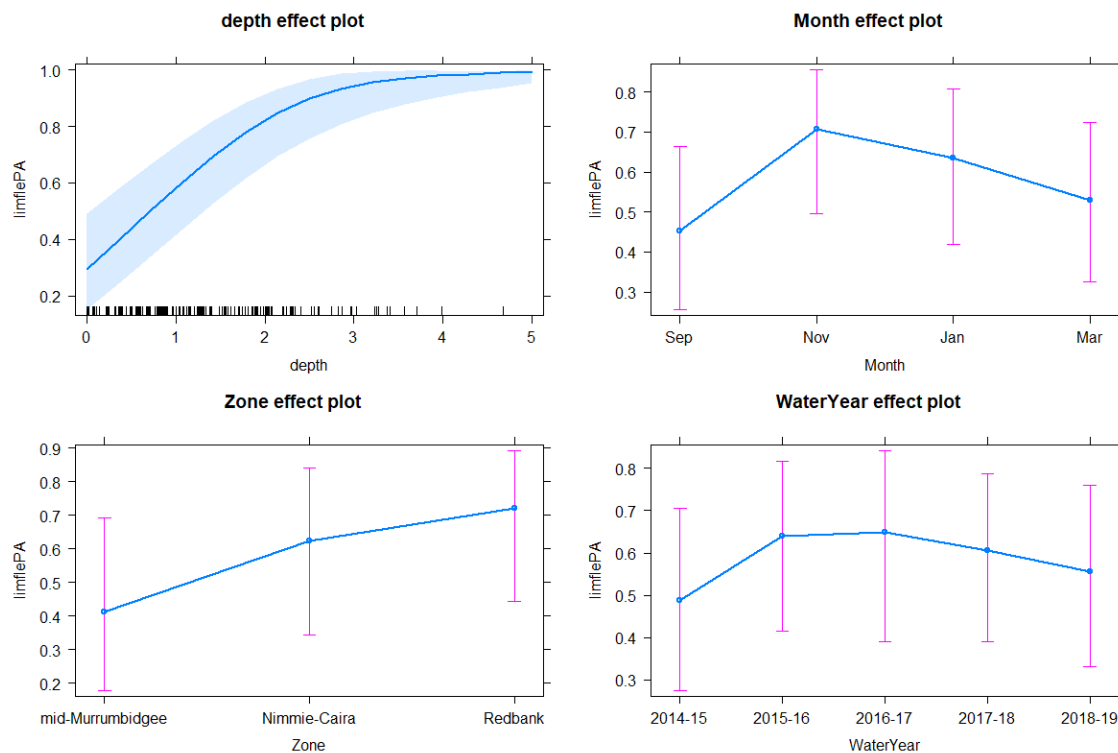 depth effect plot
limflePA
1.0
0.8
0.6
0.4
0.2
0 1 2 3 4 5
depth
Month effect plot
limflePA
0.8
0.7
0.6
0.5
0.4
0.3
Sep Nov Jan Mar
Month
Zone effect plot
limflePA
0.9
0.8
0.7
0.6
0.5
0.4
0.3
0.2
mid-Murrumbidgee Nimmie-Caira Redbank
Zone
WaterYear effect plot
limflePA
0.8
0.7
0.6
0.5
0.4
0.3
2014-15 2015-16 2016-17 2017-18 2018-19
WaterYear